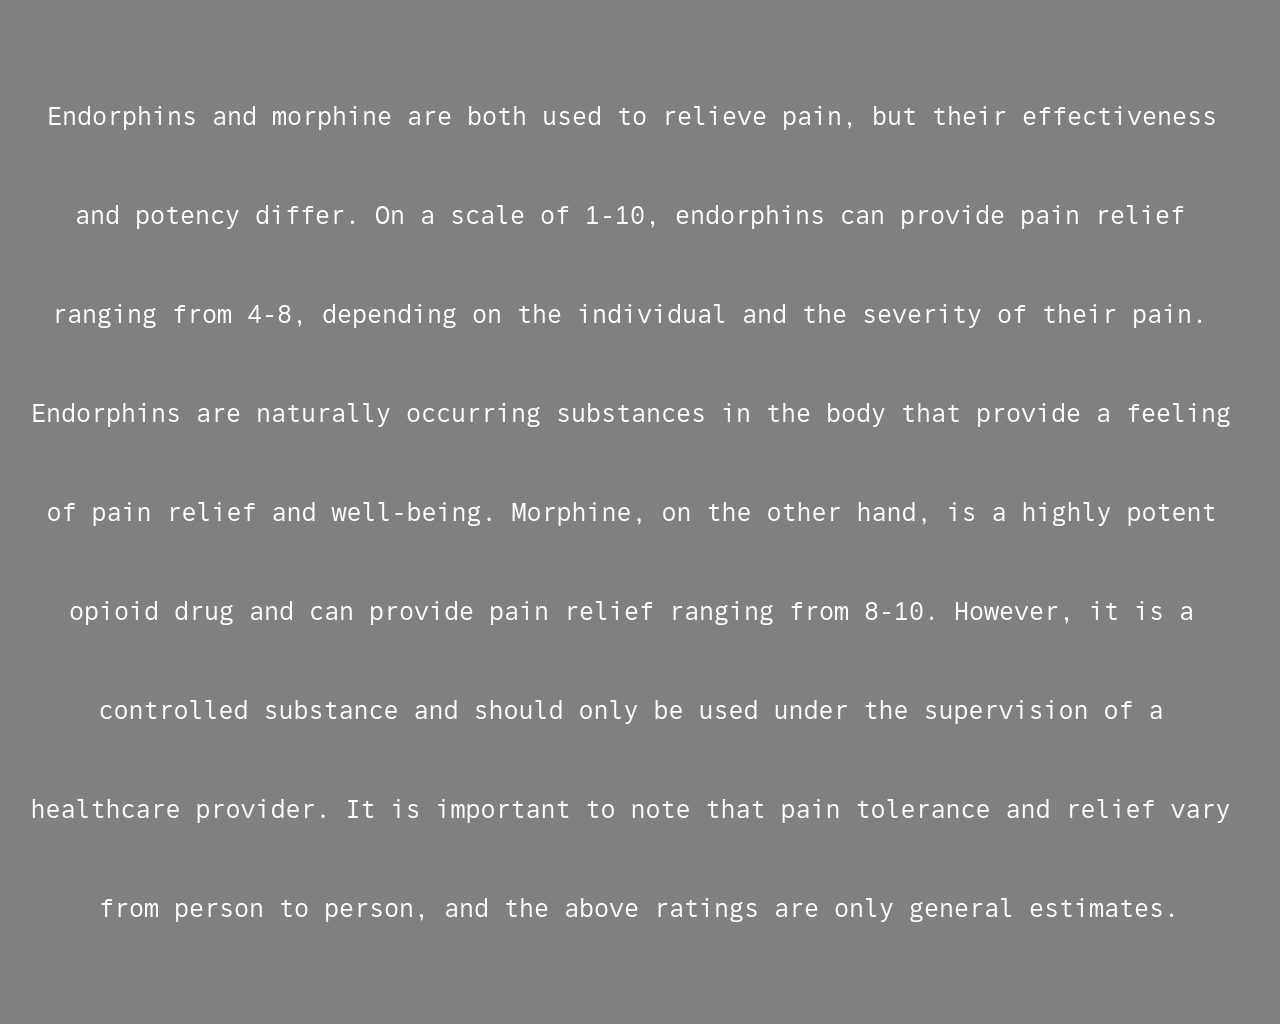 Endorphins and morphine are both used to relieve pain, but their effectiveness
and potency differ. On a scale of 1-10, endorphins can provide pain relief
ranging from 4-8, depending on the individual and the severity of their pain.
Endorphins are naturally occurring substances in the body that provide a feeling
of pain relief and well-being. Morphine, on the other hand, is a highly potent
opioid drug and can provide pain relief ranging from 8-10. However, it is a
controlled substance and should only be used under the supervision of a
healthcare provider. It is important to note that pain tolerance and relief vary
from person to person, and the above ratings are only general estimates.